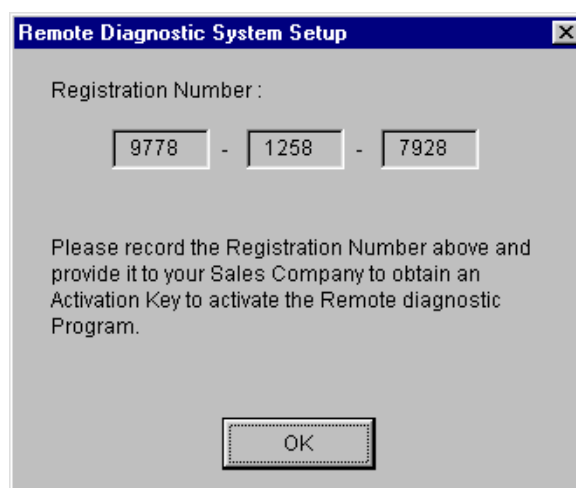 Remote Diagnostic System Setup
Registration Number :
9778 - 1258 - 7928
Please record the Registration Number above and
provide it to your Sales Company to obtain an
Activation Key to activate the Remote diagnostic
Program.
OK